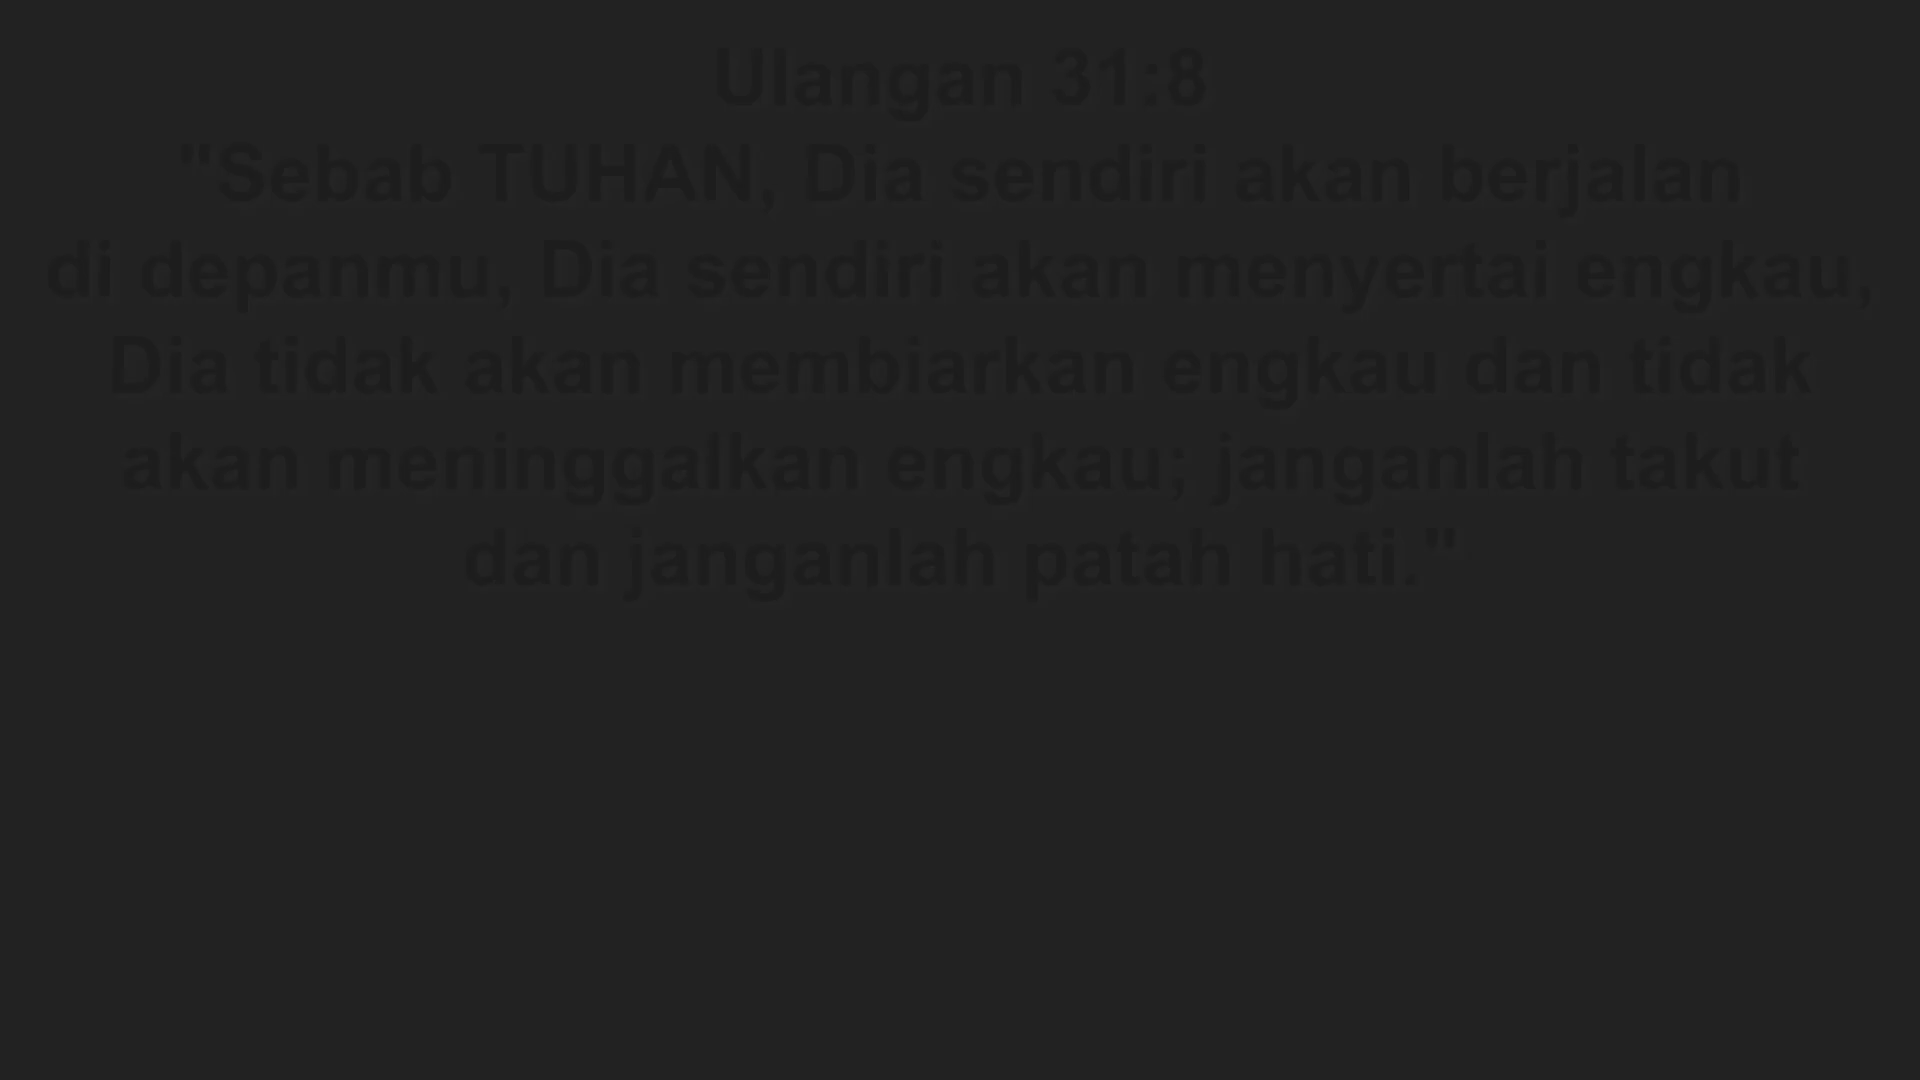 Ulangan 31:8
"Sebab TUHAN, Dia sendiri akan berjalan
di depanmu, Dia sendiri akan menyertai engkau,
Dia tidak akan membiarkan engkau dan tidak
akan meninggalkan engkau; janganlah takut
dan janganlah patah hati."